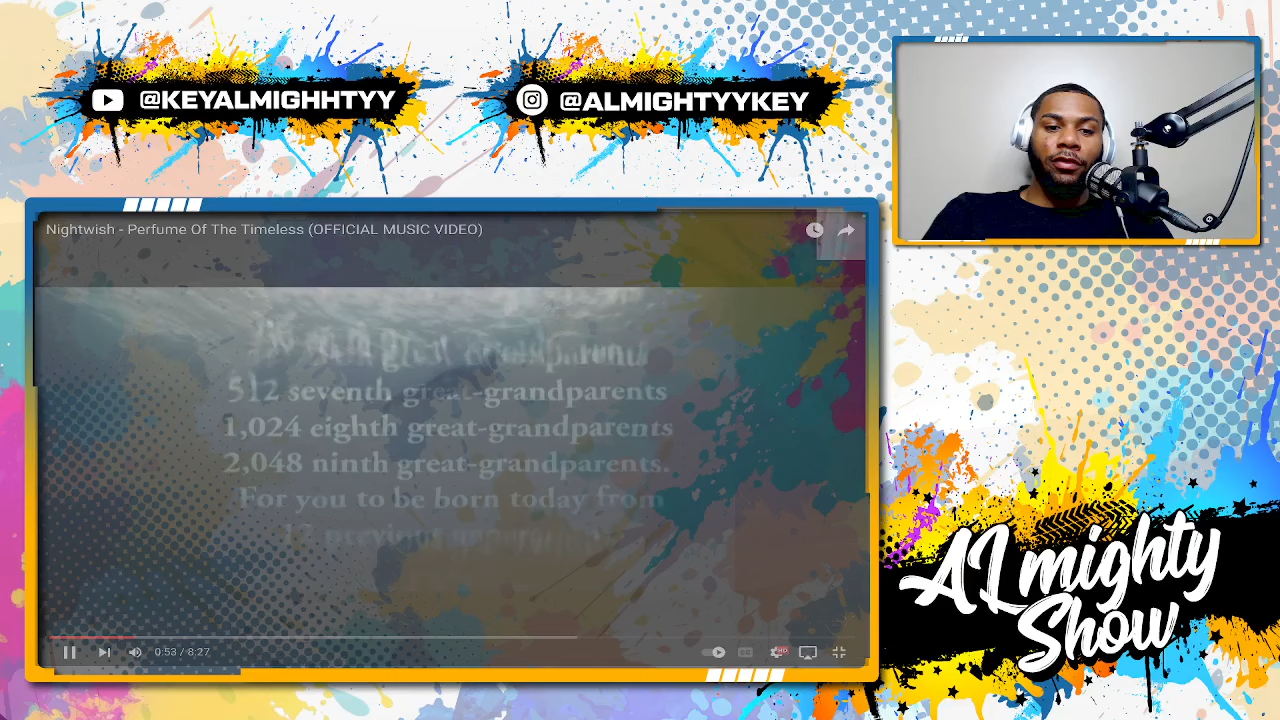 @KEYALMIGHHTYY
@ALMIGHTYYKEY
Nightwish - Perfume Of The Timeless (OFFICIAL MUSIC VIDEO)
512 seventh great-grandparents
1,024 eighth great-grandparents
2,048 ninth great-grandparents.
For you to be born today from
0:53 / 8:27
HD
ALmighty
Show